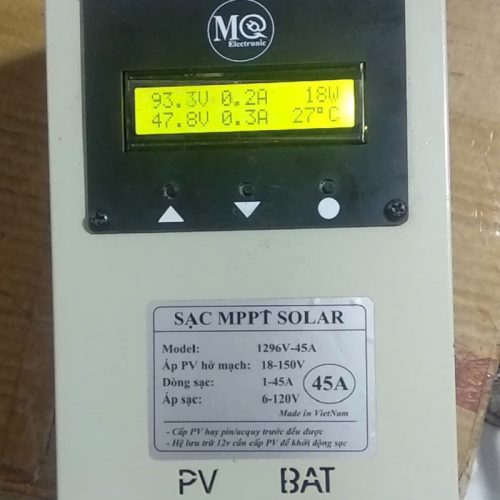 MQ
Electronic
93.3V 0.2A 18W
47.8V 0.3A 27°C
SẠC MPPT SOLAR
Model: 1296V-45A
Áp PV hở mạch: 18-150V
Dòng sạc: 1-45A
45A
Áp sạc: 6-120V
Made in VietNam
- Cấp PV hay pin/acquy trước đều được
- Hệ lưu trữ 12v cần cấp PV để khởi động sạc
PV BAT